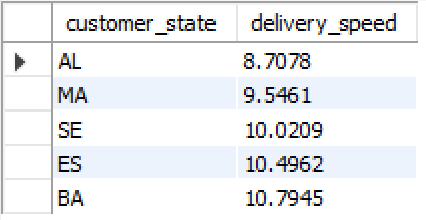 customer_state delivery_speed
AL 8.7078
MA 9.5461
SE 10.0209
ES 10.4962
BA 10.7945